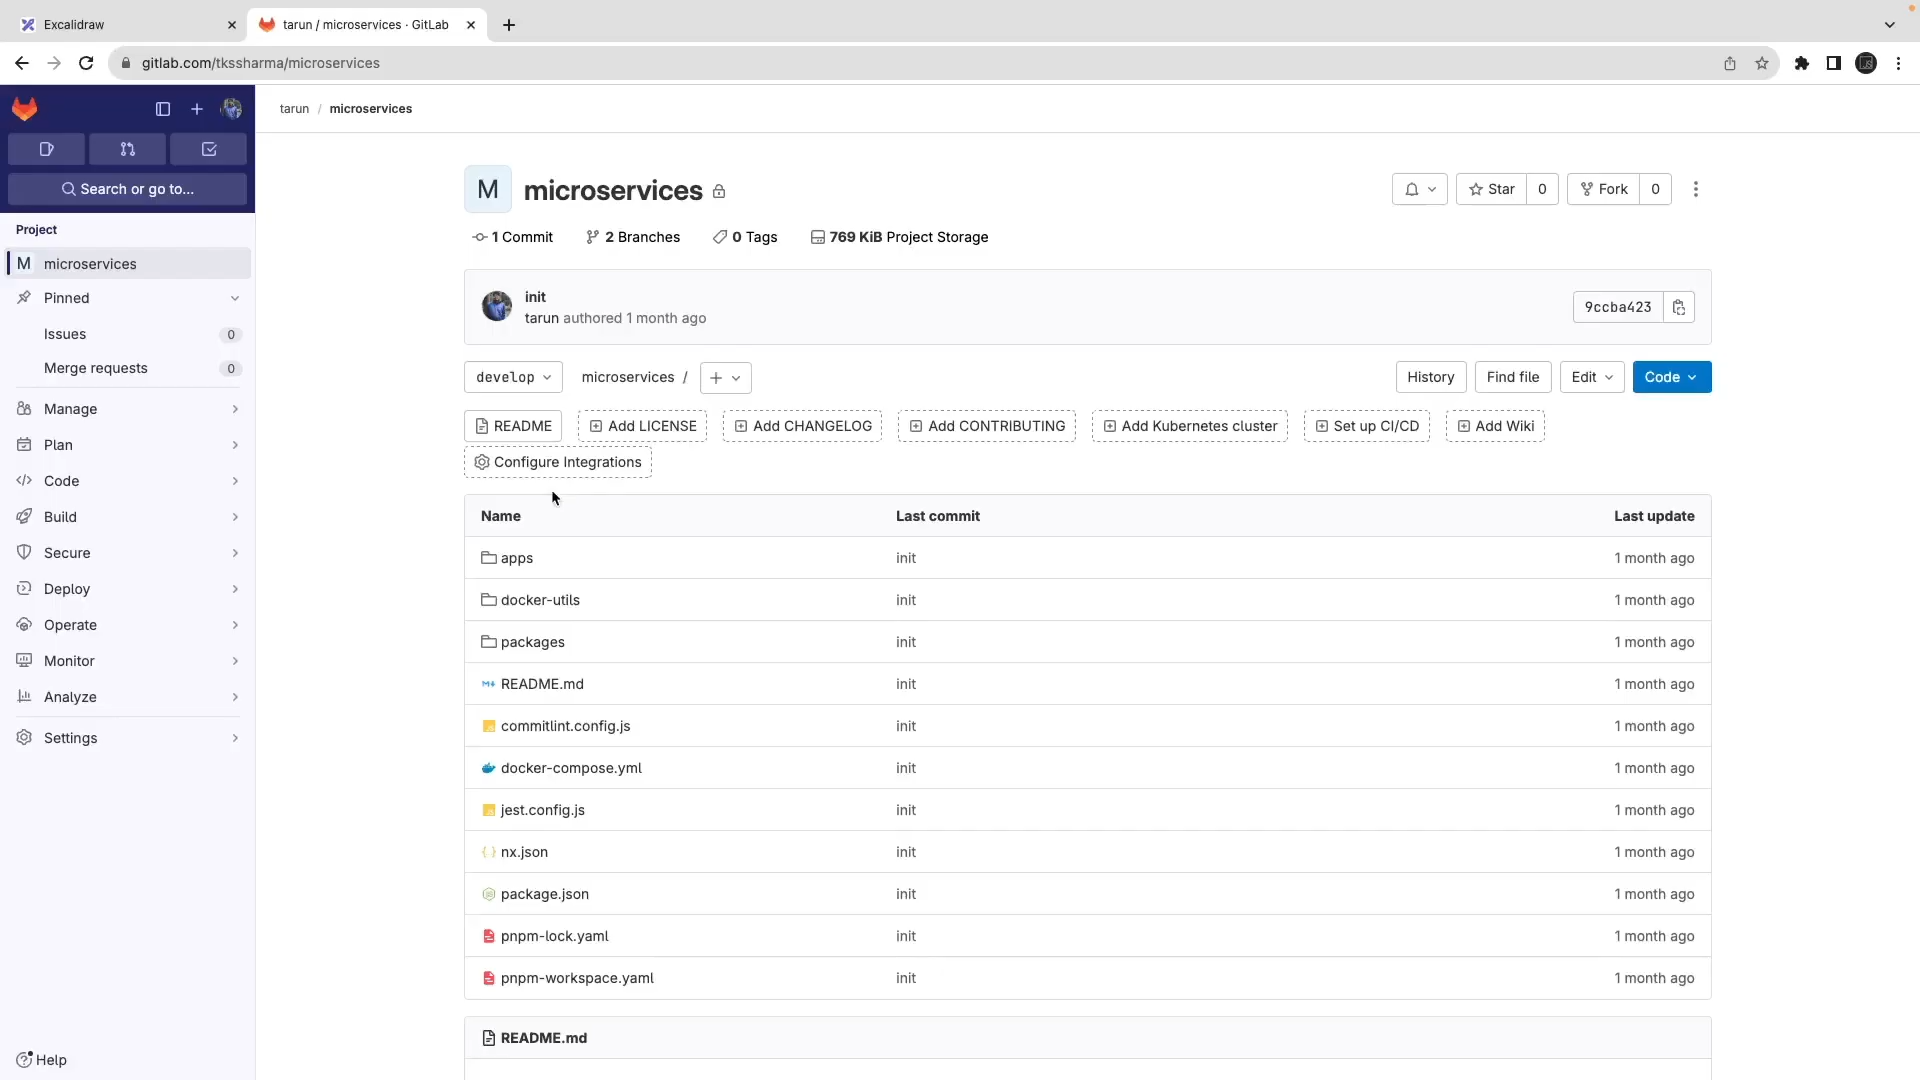 Excalidraw
tarun / microservices · GitLab
gitlab.com/tkssharma/microservices
Search or go to...
Project
M microservices
Pinned
Issues 0
Merge requests 0
Manage
Plan
Code
Build
Secure
Deploy
Operate
Monitor
Analyze
Settings
Help
tarun / microservices
M microservices
Star 0 Fork 0
1 Commit 2 Branches 0 Tags 769 KiB Project Storage
init
tarun authored 1 month ago
9ccba423
develop microservices / History Find file Edit Code
README Add LICENSE Add CHANGELOG Add CONTRIBUTING Add Kubernetes cluster Set up CI/CD Add Wiki
Configure Integrations
Name Last commit Last update
apps init 1 month ago
docker-utils init 1 month ago
packages init 1 month ago
README.md init 1 month ago
commitlint.config.js init 1 month ago
docker-compose.yml init 1 month ago
jest.config.js init 1 month ago
nx.json init 1 month ago
package.json init 1 month ago
pnpm-lock.yaml init 1 month ago
pnpm-workspace.yaml init 1 month ago
README.md